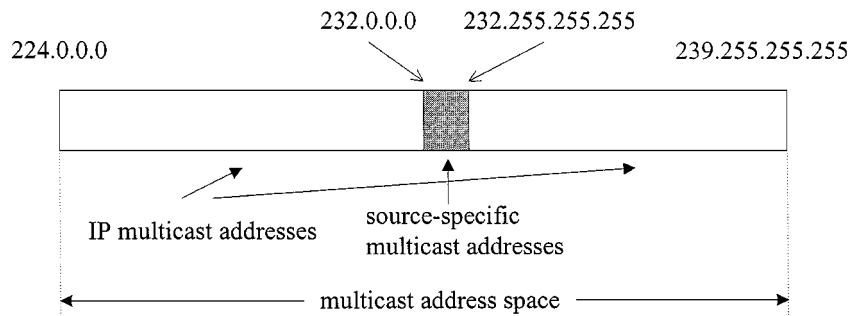 232.0.0.0 232.255.255.255
224.0.0.0 239.255.255.255
IP multicast addresses
source-specific
multicast addresses
multicast address space